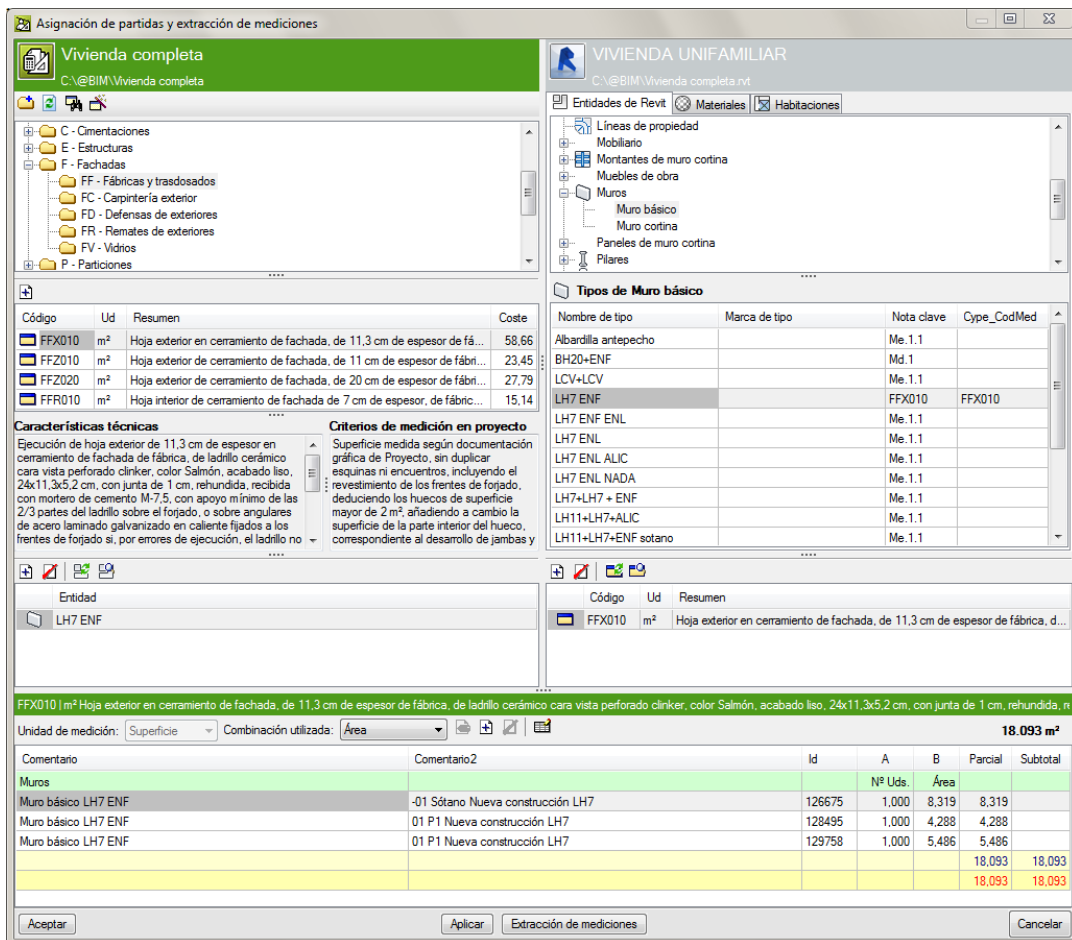 Asignación de partidas y extracción de mediciones
Vivienda completa
C:\@BIM\Vivienda completa
C - Cimentaciones
E - Estructuras
F - Fachadas
FF - Fábricas y trasdosados
FC - Carpintería exterior
FD - Defensas de exteriores
FR - Remates de exteriores
FV - Vidrios
P - Particiones
Código Ud Resumen Coste
FFX010 m² Hoja exterior en cerramiento de fachada, de 11,3 cm de espesor de fá... 58,66
FFZ010 m² Hoja exterior de cerramiento de fachada, de 11 cm de espesor de fábri... 23,45
FFZ020 m² Hoja exterior de cerramiento de fachada, de 20 cm de espesor de fábri... 27,79
FFR010 m² Hoja interior de cerramiento de fachada de 7 cm de espesor, de fábric... 15,14
Características técnicas
Ejecución de hoja exterior de 11,3 cm de espesor en
cerramiento de fachada de fábrica, de ladrillo cerámico
cara vista perforado clinker, color Salmón, acabado liso,
24x11,3x5,2 cm, con junta de 1 cm, rehundida, recibida
con mortero de cemento M-7,5, con apoyo mínimo de las
2/3 partes del ladrillo sobre el forjado, o sobre angulares
de acero laminado galvanizado en caliente fijados a los
frentes de forjado si, por errores de ejecución, el ladrillo no
Criterios de medición en proyecto
Superficie medida según documentación
gráfica de Proyecto, sin duplicar
esquinas ni encuentros, incluyendo el
revestimiento de los frentes de forjado,
deduciendo los huecos de superficie
mayor de 2 m², añadiendo a cambio la
superficie de la parte interior del hueco,
correspondiente al desarrollo de jambas y
Entidad
LH7 ENF
VIVIENDA UNIFAMILIAR
C:\@BIM\Vivienda completa.rvt
Entidades de Revit Materiales Habitaciones
Líneas de propiedad
Mobiliario
Montantes de muro cortina
Muebles de obra
Muros
Muro básico
Muro cortina
Paneles de muro cortina
Pilares
Tipos de Muro básico
Nombre de tipo Marca de tipo Nota clave Cype_CodMed
Albardilla antepecho Me.1.1
BH20+ENF Md.1
LCV+LCV Me.1.1
LH7 ENF FFX010 FFX010
LH7 ENF ENL Me.1.1
LH7 ENL Me.1.1
LH7 ENL ALIC Me.1.1
LH7 ENL NADA Me.1.1
LH7+LH7 + ENF Me.1.1
LH11+LH7+ALIC Me.1.1
LH11+LH7+ENF sotano Me.1.1
Código Ud Resumen
FFX010 m² Hoja exterior en cerramiento de fachada, de 11,3 cm de espesor de fábrica, d...
FFX010 | m² Hoja exterior en cerramiento de fachada, de 11,3 cm de espesor de fábrica, de ladrillo cerámico cara vista perforado clinker, color Salmón, acabado liso, 24x11,3x5,2 cm, con junta de 1 cm, rehundida, re
Unidad de medición: Superficie Combinación utilizada: Área 18.093 m²
Comentario Comentario2 Id A B Parcial Subtotal
Muros Nº Uds. Área
Muro básico LH7 ENF -01 Sótano Nueva construcción LH7 126675 1,000 8,319 8,319
Muro básico LH7 ENF 01 P1 Nueva construcción LH7 128495 1,000 4,288 4,288
Muro básico LH7 ENF 01 P1 Nueva construcción LH7 129758 1,000 5,486 5,486
18,093 18,093
18,093 18,093
Aceptar Aplicar Extracción de mediciones Cancelar